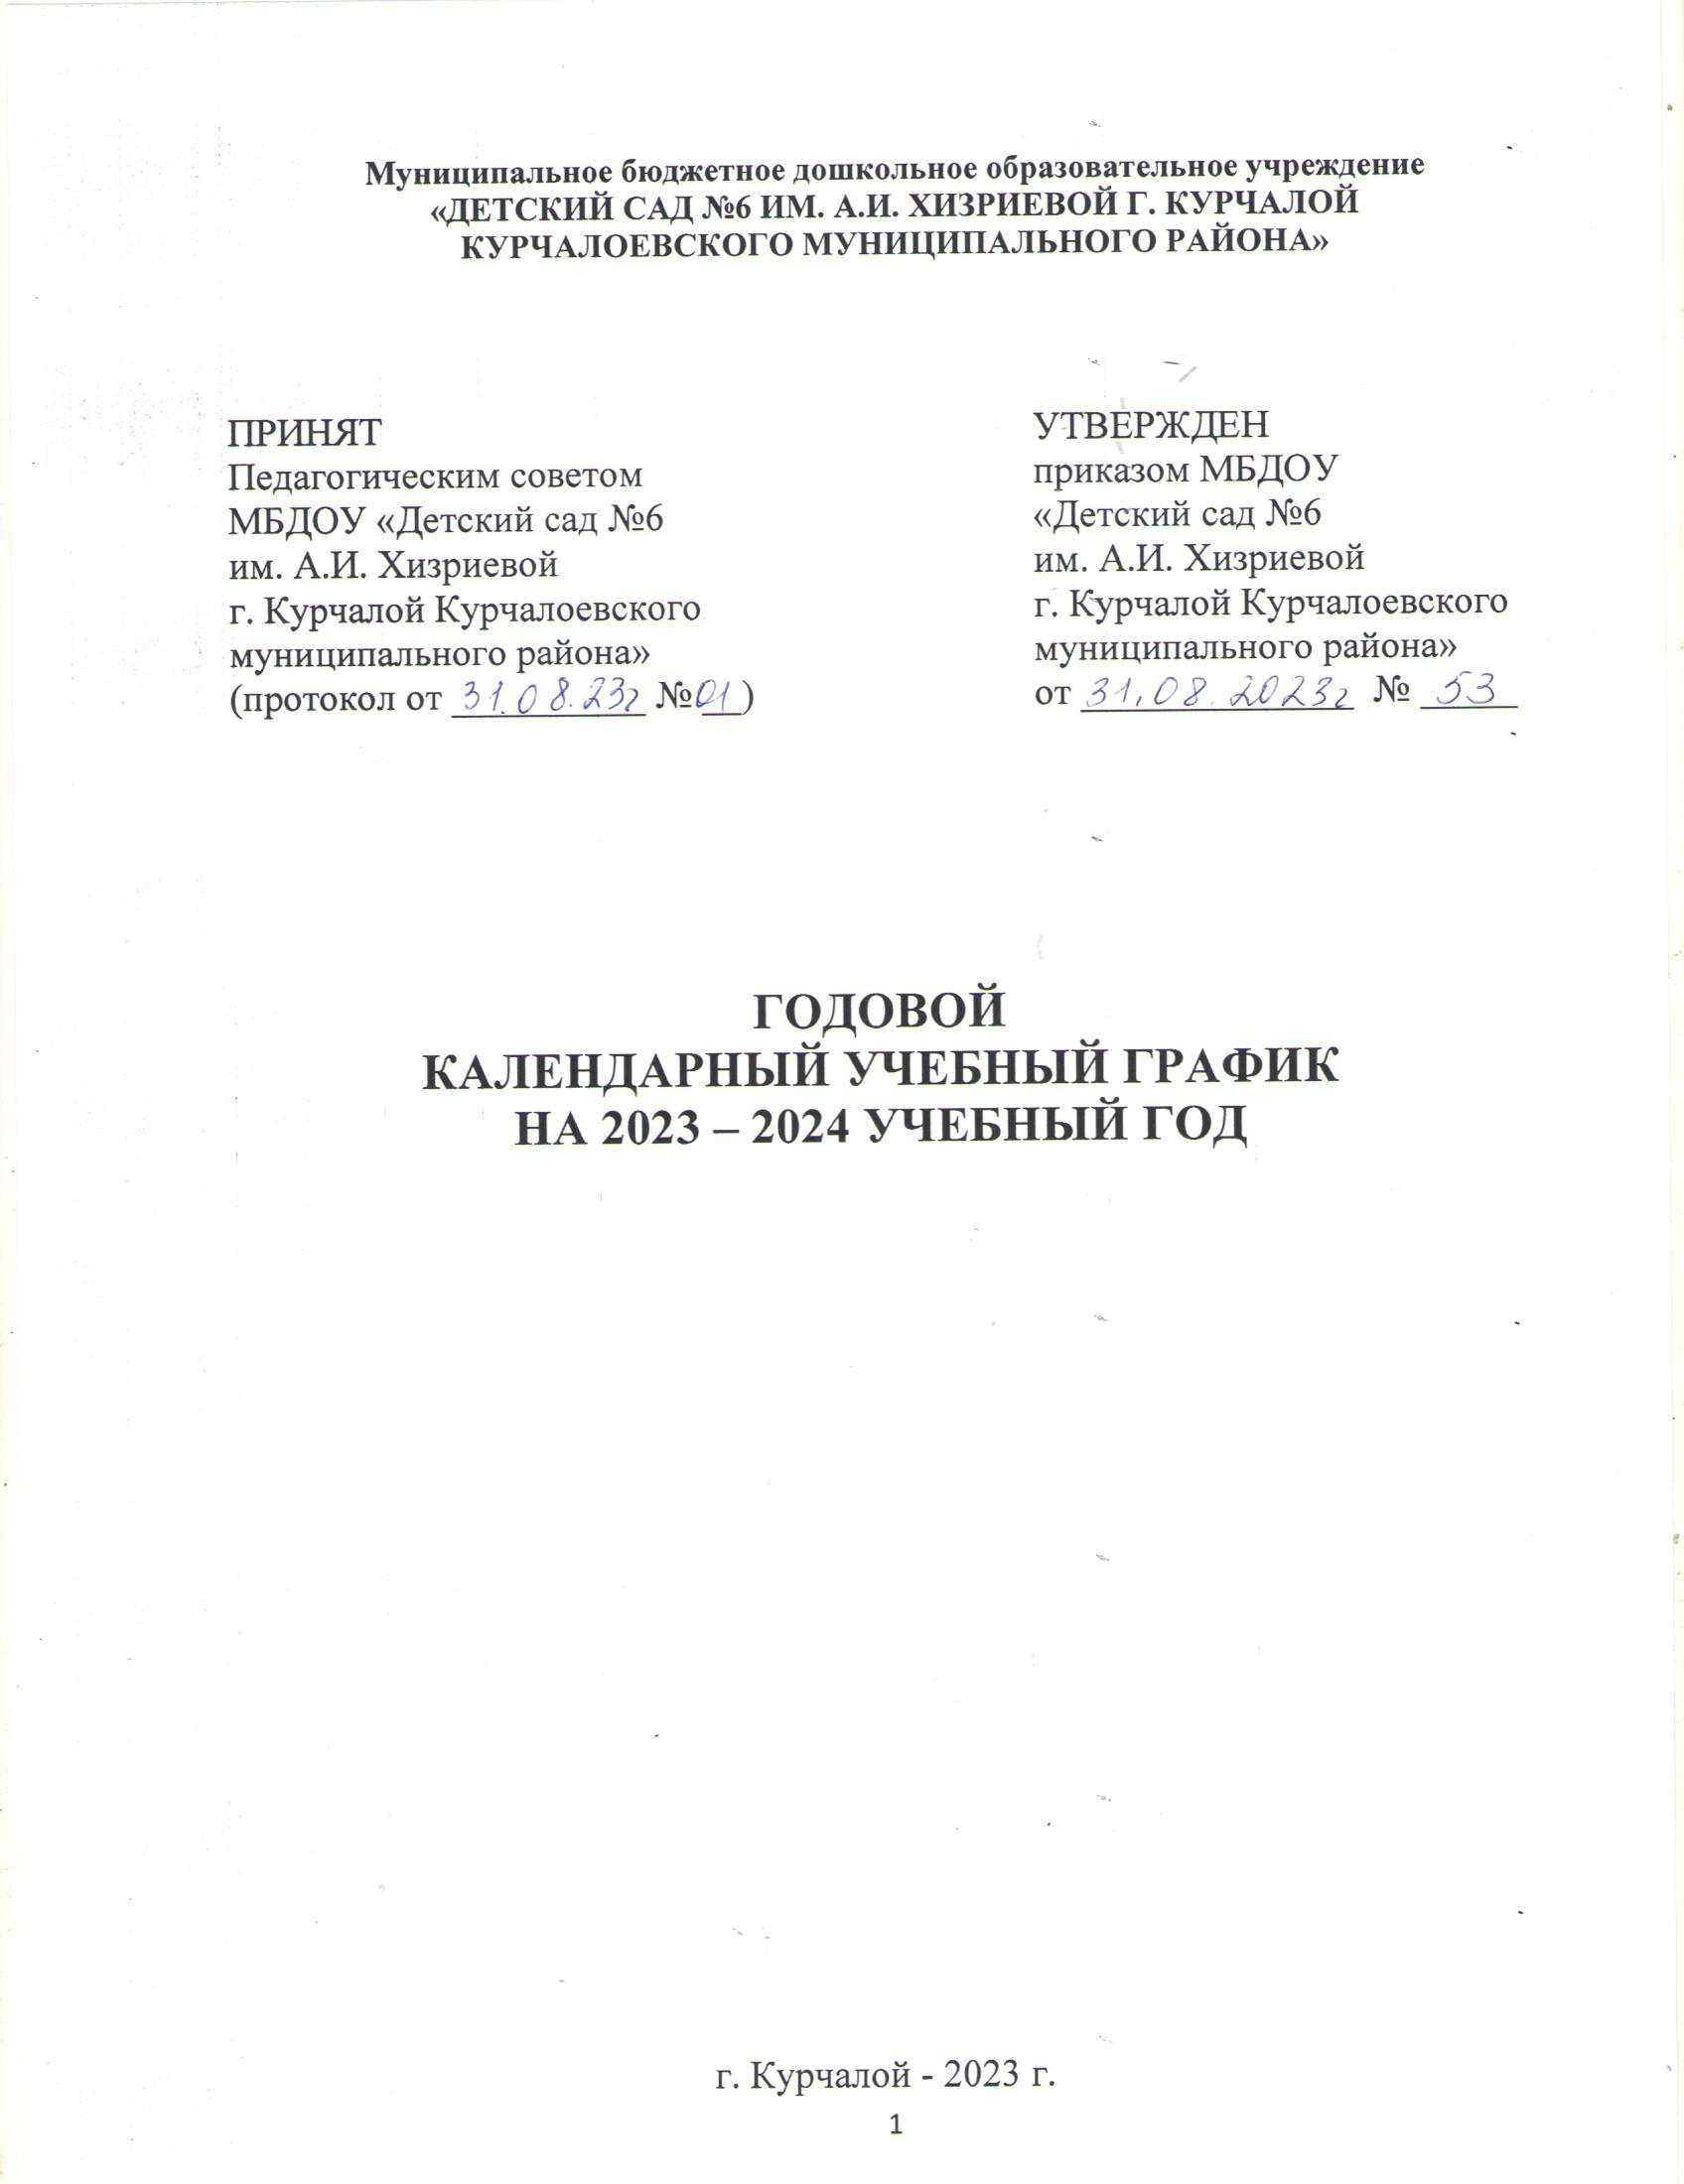 Муниципальное бюджетное дошкольное образовательное учреждение
«ДЕТСКИЙ САД №6 ИМ. А.И. ХИЗРИЕВОЙ Г. КУРЧАЛОЙ
КУРЧАЛОЕВСКОГО МУНИЦИПАЛЬНОГО РАЙОНА»
ПРИНЯТ
Педагогическим советом
МБДОУ «Детский сад №6
им. А.И. Хизриевой
г. Курчалой Курчалоевского
муниципального района»
(протокол от 31.08.23г №01)
УТВЕРЖДЕН
приказом МБДОУ
«Детский сад №6
им. А.И. Хизриевой
г. Курчалой Курчалоевского
муниципального района»
от 31.08.2023г № 53
ГОДОВОЙ
КАЛЕНДАРНЫЙ УЧЕБНЫЙ ГРАФИК
НА 2023 – 2024 УЧЕБНЫЙ ГОД
г. Курчалой - 2023 г.
1